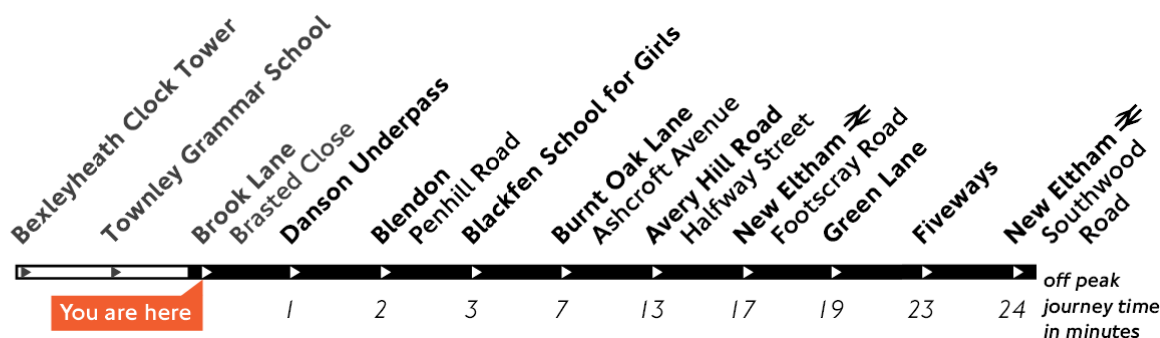 Bexleyheath Clock Tower
Townley Grammar School
Brook Lane
Brasted Close
Danson Underpass
Blendon
Penhill Road
Blackfen School for Girls
Burnt Oak Lane
Ashcroft Avenue
Avery Hill Road
Halfway Street
New Eltham
Footscray Road
Green Lane
Fiveways
New Eltham
Southwood
Road
You are here
1
2
3
7
13
17
19
23
24
off peak
journey time
in minutes